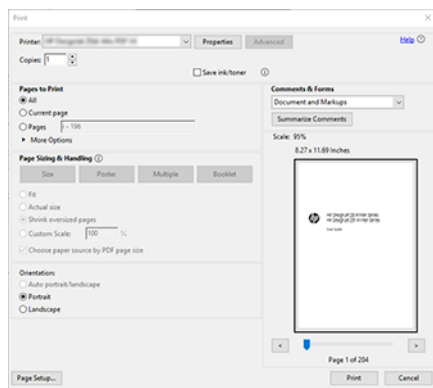 Print
Printer:
Properties
Advanced
Help
Copies: 1
Save ink/toner
Pages to Print
All
Current page
Pages - 196
More Options
Page Sizing & Handling
Size
Poster
Multiple
Booklet
Fit
Actual size
Shrink oversized pages
Custom Scale: 100 %
Choose paper source by PDF page size
Orientation:
Auto portrait/landscape
Portrait
Landscape
Comments & Forms
Document and Markups
Summarize Comments
Scale: 95%
8.27 x 11.69 Inches
hp
User Guide
<
>
Page 1 of 204
Page Setup...
Print
Cancel